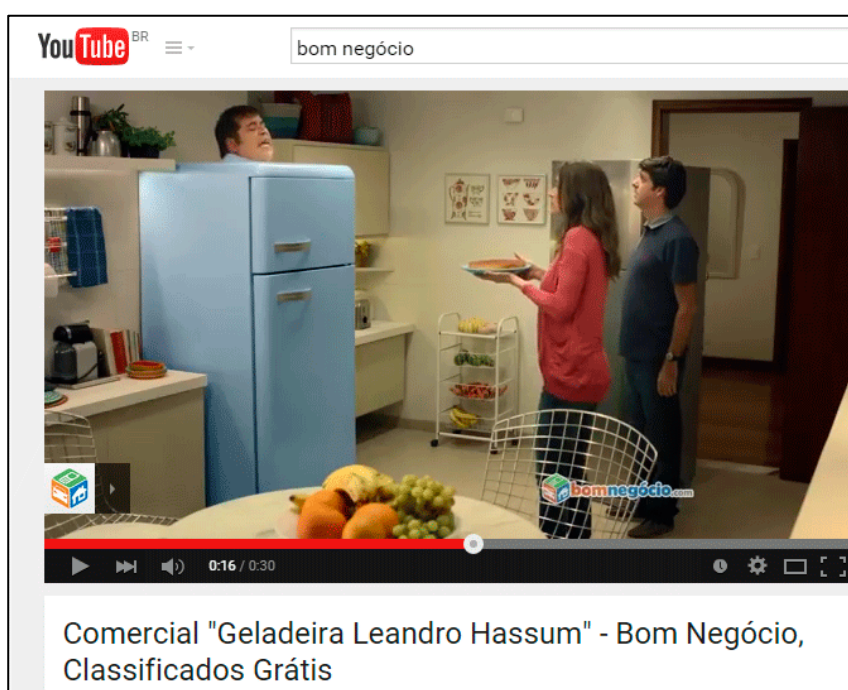 YouTube BR
bom negócio
bomnegócio.com
0:16 / 0:30
Comercial "Geladeira Leandro Hassum" - Bom Negócio,
Classificados Grátis